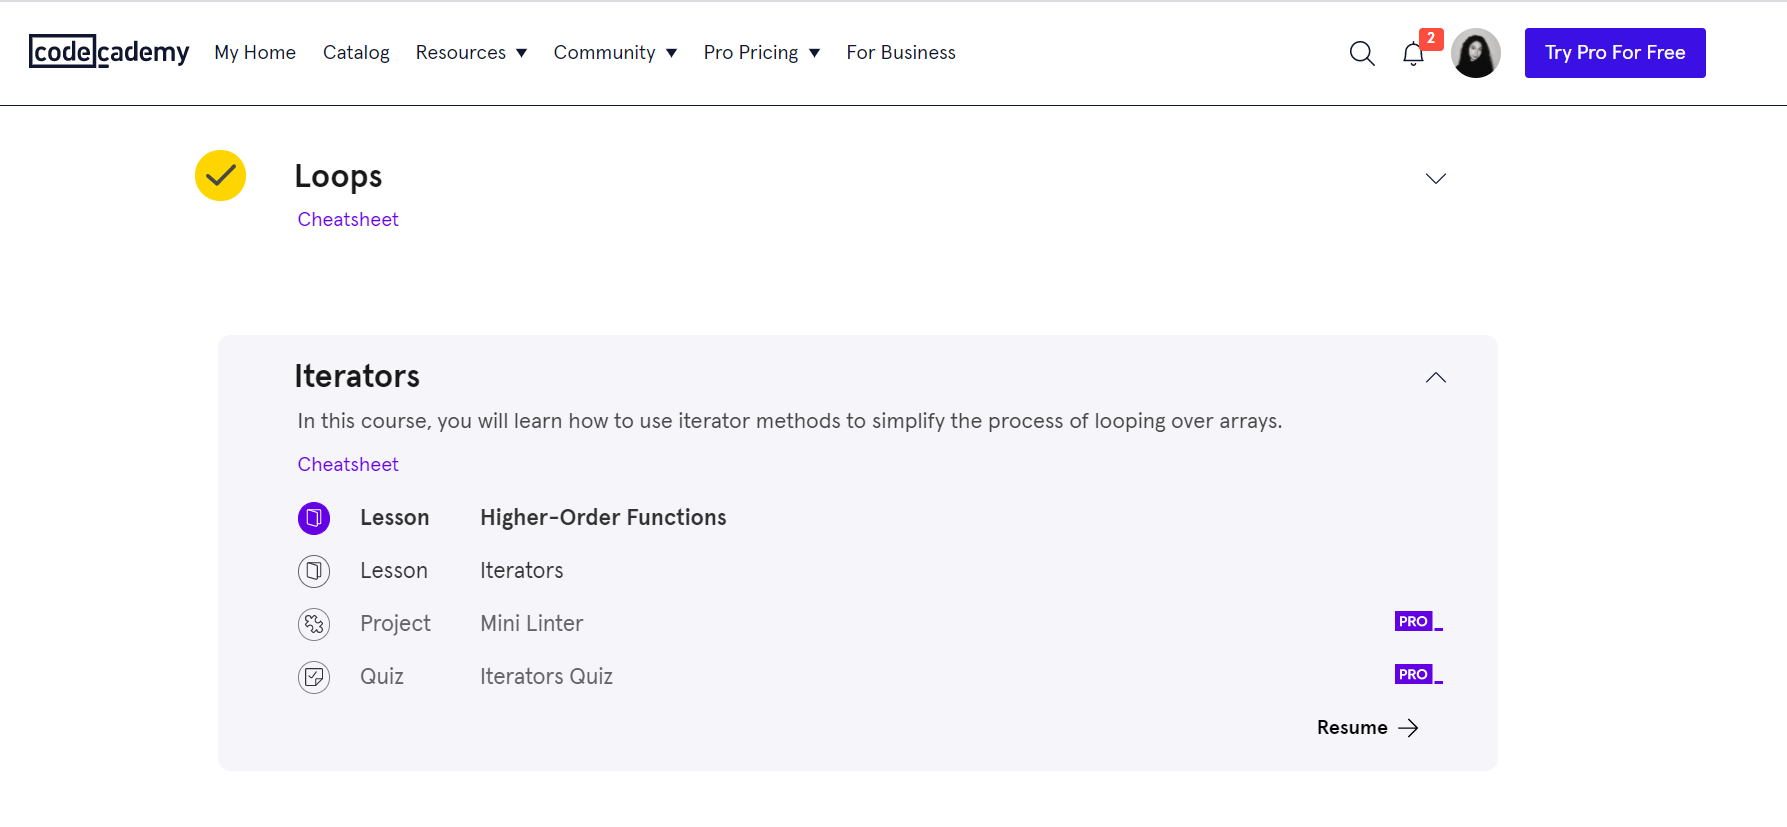 codecademy My Home Catalog Resources Community Pro Pricing For Business 2 Try Pro For Free
Loops
Cheatsheet
Iterators
In this course, you will learn how to use iterator methods to simplify the process of looping over arrays.
Cheatsheet
Lesson Higher-Order Functions
Lesson Iterators
Project Mini Linter PRO
Quiz Iterators Quiz PRO
Resume